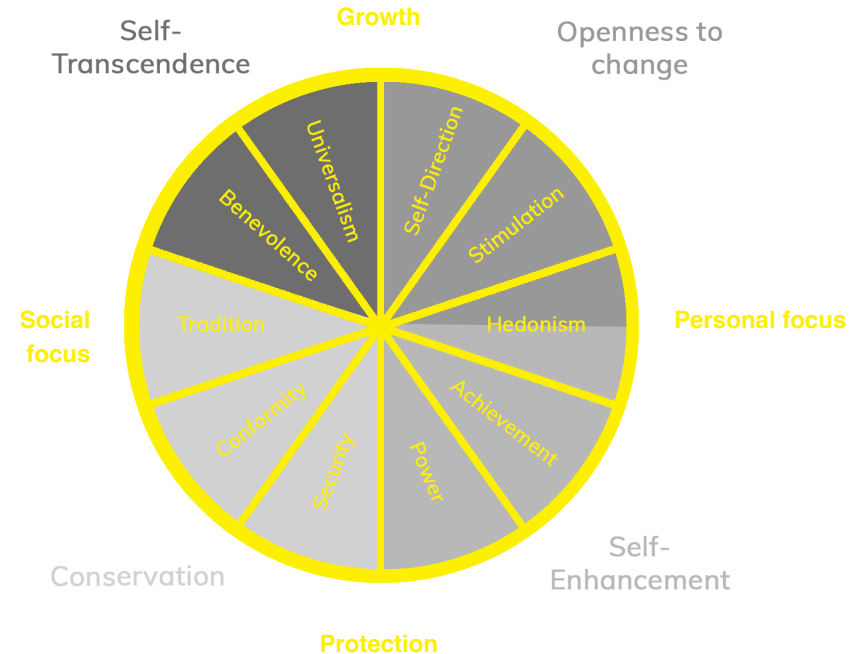 Growth
Self-
Transcendence
Openness to
change
Universalism
Self-Direction
Benevolence
Stimulation
Social
focus
Tradition
Hedonism
Personal focus
Conformity
Achievement
Security
Power
Conservation
Self-
Enhancement
Protection